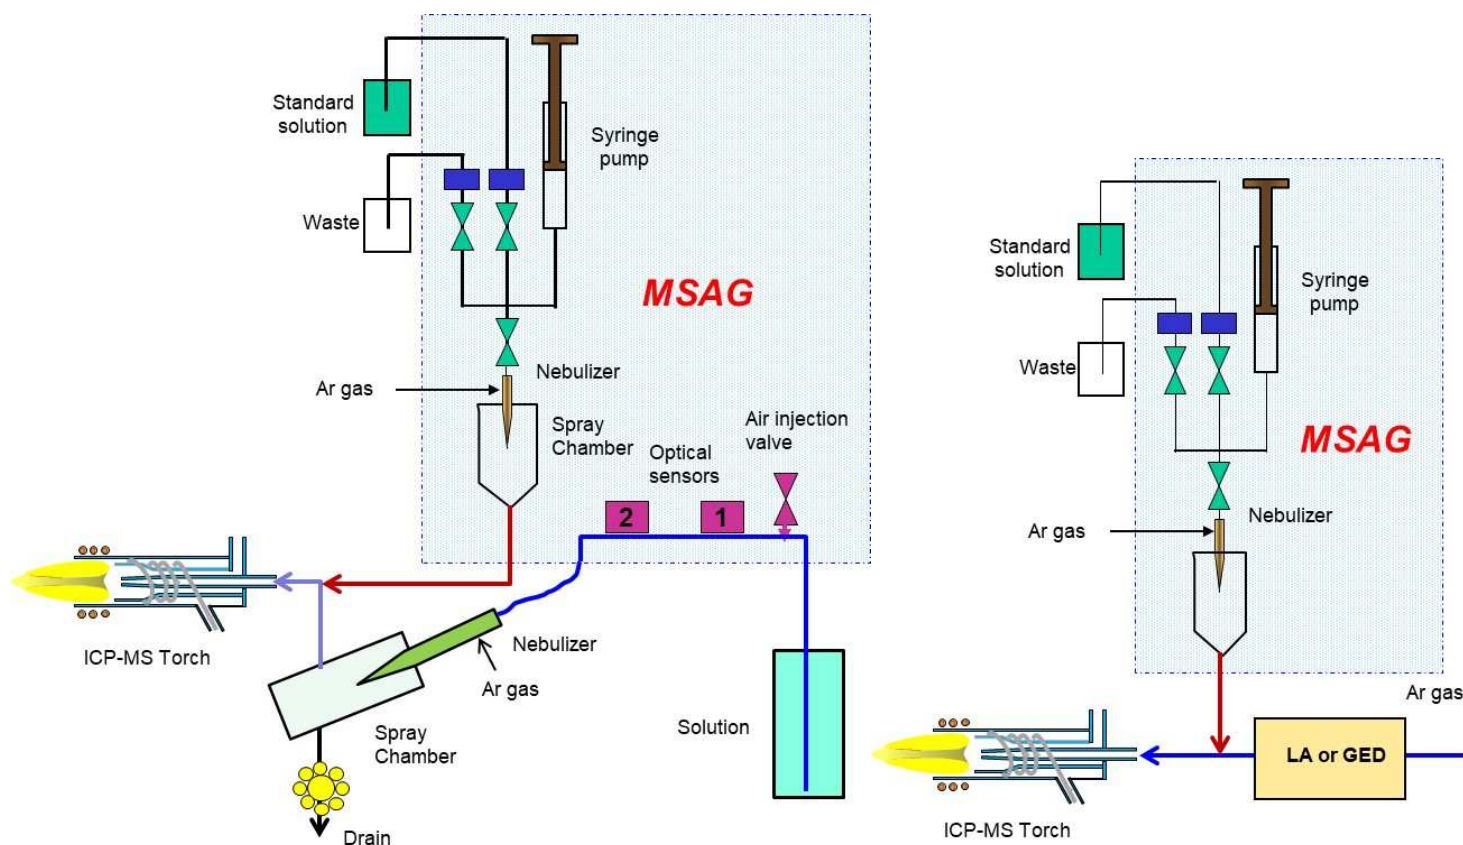 Standard
solution
Syringe
pump
Waste
MSAG
Nebulizer
Ar gas
Spray
Chamber
Air injection
valve
Optical
sensors
2
1
ICP-MS Torch
Nebulizer
Ar gas
Spray
Chamber
Solution
Drain
Standard
solution
Syringe
pump
Waste
MSAG
Nebulizer
Ar gas
Ar gas
LA or GED
ICP-MS Torch